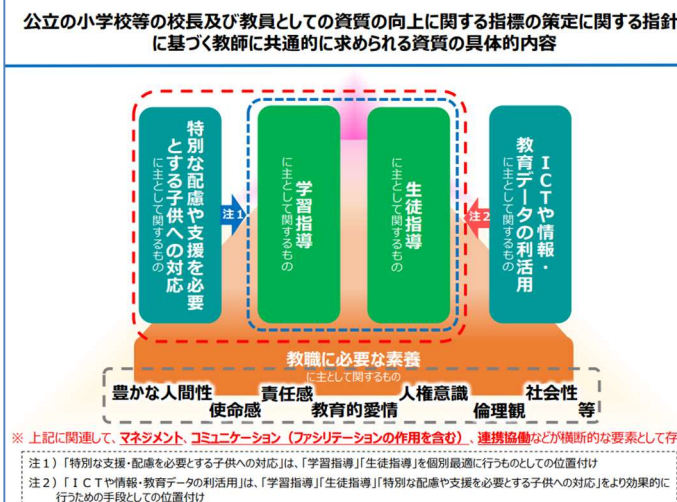 公立の小学校等の校長及び教員としての資質の向上に関する指標の策定に関する指針
に基づく教師に共通的に求められる資質の具体的内容
特別な配慮や支援を必要
とする子供への対応
に主として関するもの
注1
学習指導
に主として関するもの
生徒指導
に主として関するもの
注2
ICTや情報・
教育データの利活用
に主として関するもの
教職に必要な素養
に主として関するもの
豊かな人間性
使命感
責任感
教育的愛情
人権意識
倫理観
社会性
等
※ 上記に関連して、マネジメント、コミュニケーション(ファシリテーションの作用を含む)、連携協働などが横断的な要素として存
注1)「特別な支援・配慮を必要とする子供への対応」は、「学習指導」「生徒指導」を個別最適に行うものとしての位置付け
注2)「ICTや情報・教育データの利活用」は、「学習指導」「生徒指導」「特別な配慮や支援を必要とする子供への対応」をより効果的に
行うための手段としての位置付け